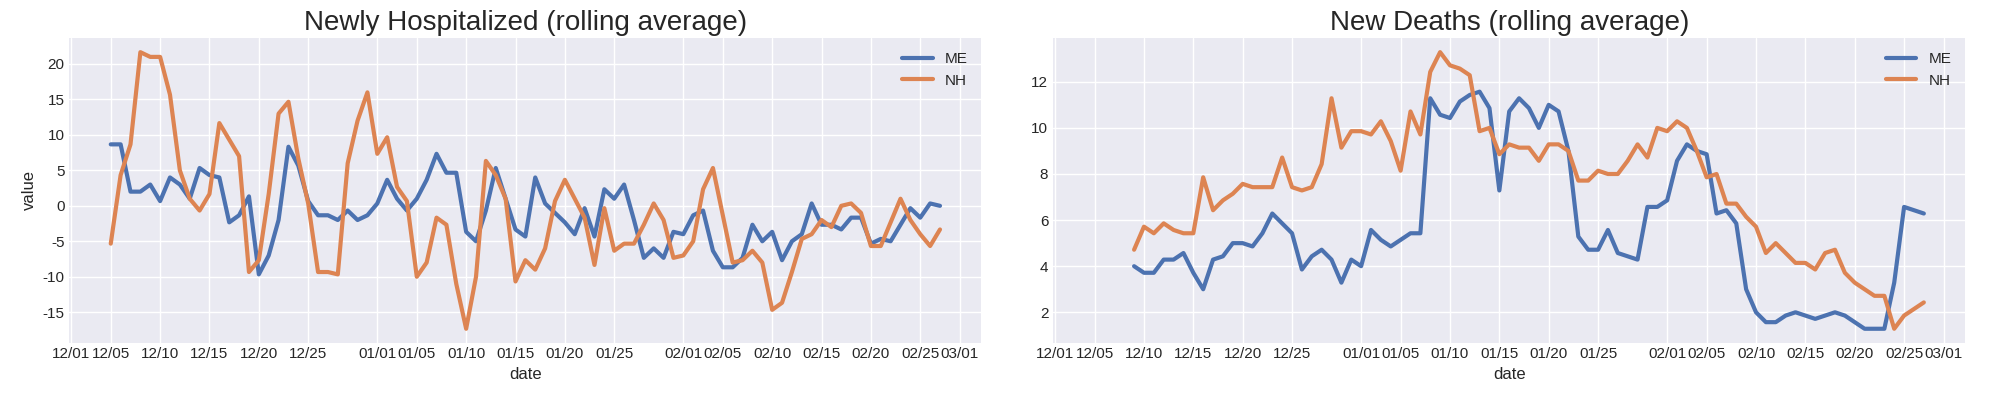 Newly Hospitalized (rolling average)
ME
NH
20
15
10
5
0
-5
-10
-15
value
12/01 12/05 12/10 12/15 12/20 12/25 01/01 01/05 01/10 01/15 01/20 01/25 02/01 02/05 02/10 02/15 02/20 02/25 03/01
date
New Deaths (rolling average)
ME
NH
12
10
8
6
4
2
12/01 12/05 12/10 12/15 12/20 12/25 01/01 01/05 01/10 01/15 01/20 01/25 02/01 02/05 02/10 02/15 02/20 02/25 03/01
date